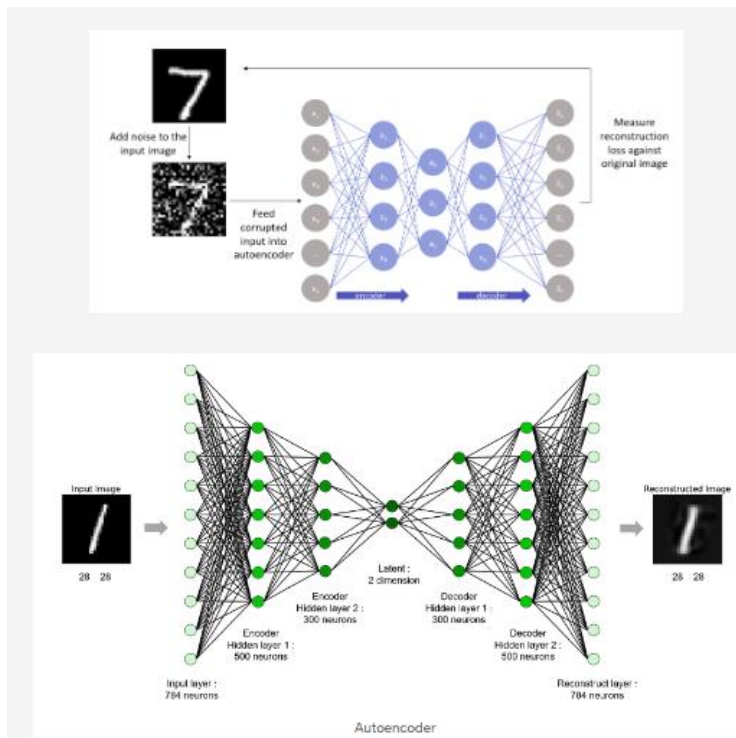 Add noise to the
input image
Feed
corrupted
input into
autoencoder
encoder
decoder
Measure
reconstruction
loss against
original image
Input Image
28 28
Input layer :
784 neurons
Encoder
Hidden layer 1 :
500 neurons
Encoder
Hidden layer 2 :
300 neurons
Latent :
2 dimension
Decoder
Hidden layer 1 :
300 neurons
Decoder
Hidden layer 2 :
500 neurons
Reconstruct layer :
784 neurons
Reconstructed Image
28 28
Autoencoder